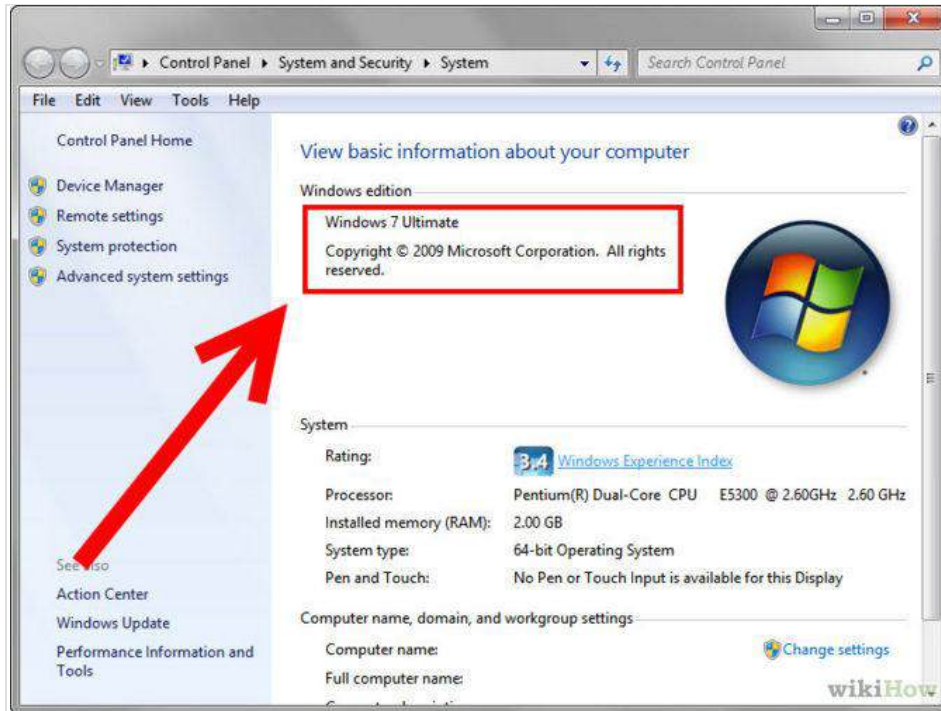 Control Panel ▸ System and Security ▸ System
Search Control Panel
File Edit View Tools Help
Control Panel Home
Device Manager
Remote settings
System protection
Advanced system settings
See also
Action Center
Windows Update
Performance Information and
Tools
View basic information about your computer
Windows edition
Windows 7 Ultimate
Copyright © 2009 Microsoft Corporation. All rights
reserved.
System
Rating: 3.4 Windows Experience Index
Processor: Pentium(R) Dual-Core CPU E5300 @ 2.60GHz 2.60 GHz
Installed memory (RAM): 2.00 GB
System type: 64-bit Operating System
Pen and Touch: No Pen or Touch Input is available for this Display
Computer name, domain, and workgroup settings
Computer name: Change settings
Full computer name:
wikiHow